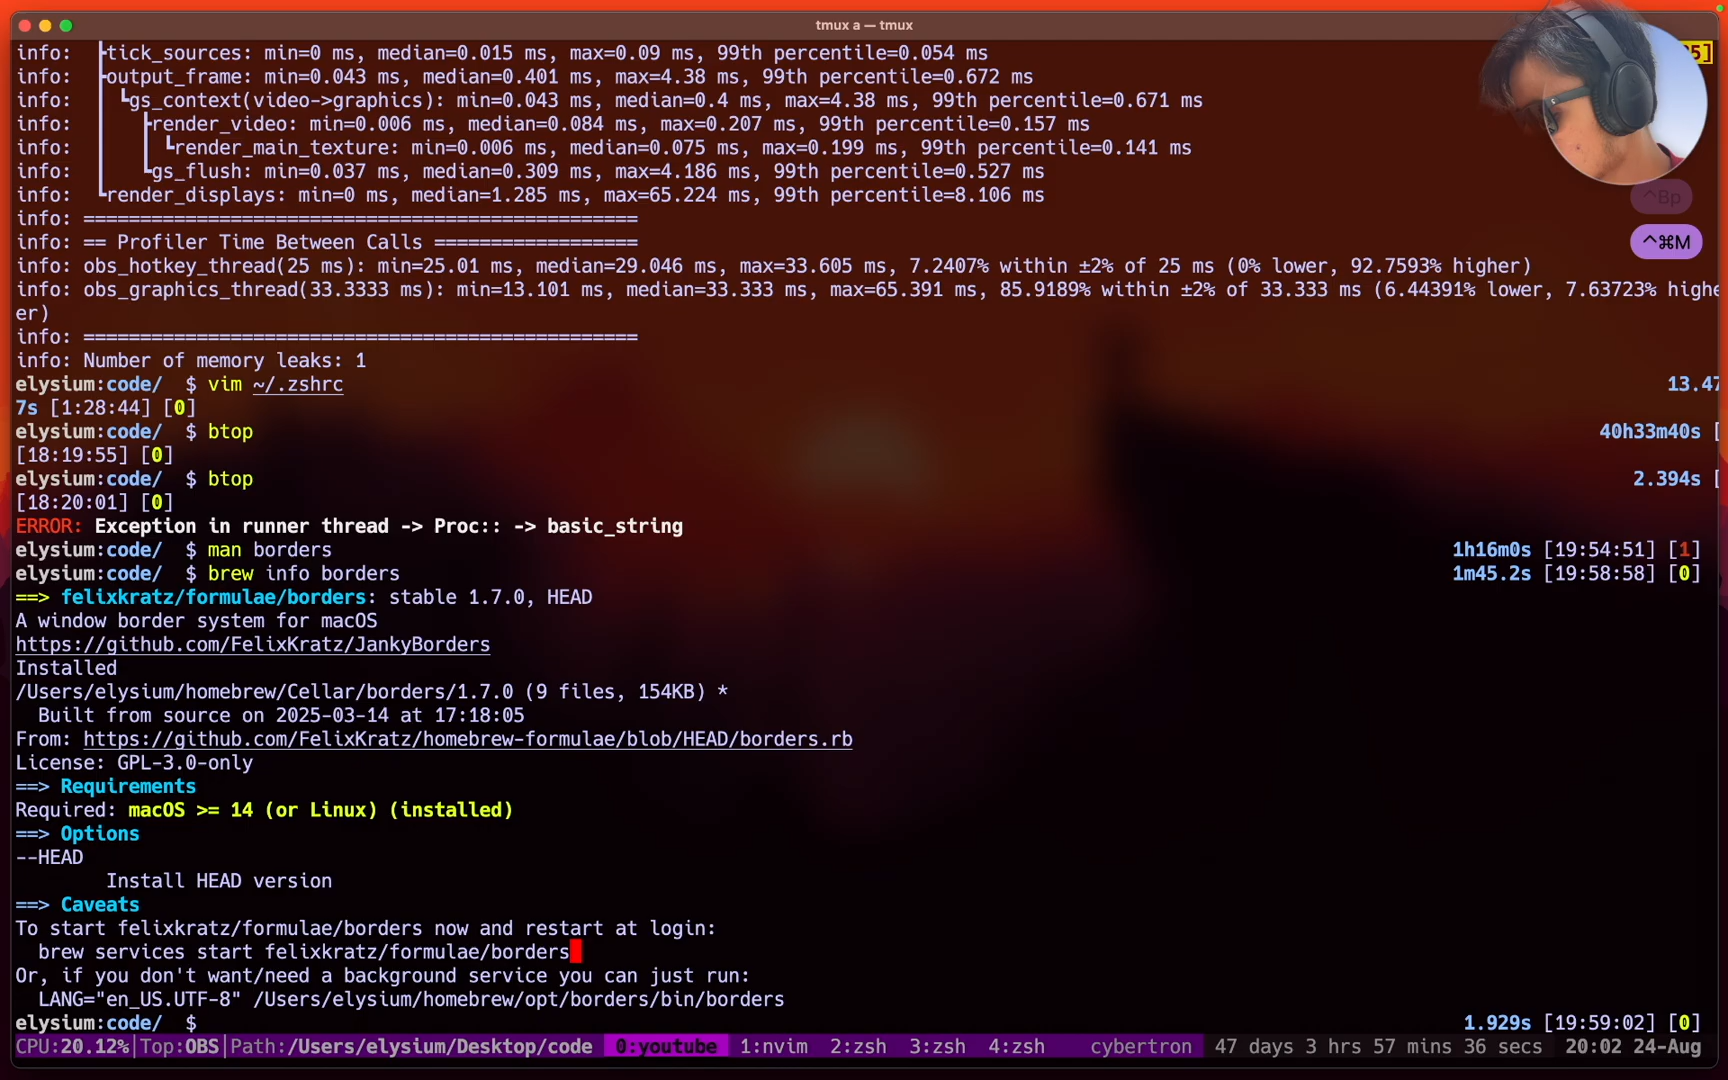 tmux a — tmux
info:  ┣tick_sources: min=0 ms, median=0.015 ms, max=0.09 ms, 99th percentile=0.054 ms
5]
info:  ┣output_frame: min=0.043 ms, median=0.401 ms, max=4.38 ms, 99th percentile=0.672 ms
info:  ┃ ┗gs_context(video->graphics): min=0.043 ms, median=0.4 ms, max=4.38 ms, 99th percentile=0.671 ms
info:  ┃   ┣render_video: min=0.006 ms, median=0.084 ms, max=0.207 ms, 99th percentile=0.157 ms
info:  ┃   ┃ ┗render_main_texture: min=0.006 ms, median=0.075 ms, max=0.199 ms, 99th percentile=0.141 ms
info:  ┃   ┗gs_flush: min=0.037 ms, median=0.309 ms, max=4.186 ms, 99th percentile=0.527 ms
info:  ┗render_displays: min=0 ms, median=1.285 ms, max=65.224 ms, 99th percentile=8.106 ms
^Bp
info: =================================================
info: == Profiler Time Between Calls ==================
^⌘M
info: obs_hotkey_thread(25 ms): min=25.01 ms, median=29.046 ms, max=33.605 ms, 7.2407% within ±2% of 25 ms (0% lower, 92.7593% higher)
info: obs_graphics_thread(33.3333 ms): min=13.101 ms, median=33.333 ms, max=65.391 ms, 85.9189% within ±2% of 33.333 ms (6.44391% lower, 7.63723% high
er)
info: =================================================
info: Number of memory leaks: 1
elysium:code/  $ vim ~/.zshrc 13.47
7s [1:28:44] [0]
elysium:code/  $ btop 40h33m40s [
[18:19:55] [0]
elysium:code/  $ btop 2.394s [
[18:20:01] [0]
ERROR: Exception in runner thread -> Proc:: -> basic_string
elysium:code/  $ man borders 1h16m0s [19:54:51] [1]
elysium:code/  $ brew info borders 1m45.2s [19:58:58] [0]
==> felixkratz/formulae/borders: stable 1.7.0, HEAD
A window border system for macOS
https://github.com/FelixKratz/JankyBorders
Installed
/Users/elysium/homebrew/Cellar/borders/1.7.0 (9 files, 154KB) *
  Built from source on 2025-03-14 at 17:18:05
From: https://github.com/FelixKratz/homebrew-formulae/blob/HEAD/borders.rb
License: GPL-3.0-only
==> Requirements
Required: macOS >= 14 (or Linux) (installed)
==> Options
--HEAD
        Install HEAD version
==> Caveats
To start felixkratz/formulae/borders now and restart at login:
  brew services start felixkratz/formulae/borders
Or, if you don't want/need a background service you can just run:
  LANG="en_US.UTF-8" /Users/elysium/homebrew/opt/borders/bin/borders
elysium:code/  $ 1.929s [19:59:02] [0]
CPU:20.12%|Top:OBS|Path:/Users/elysium/Desktop/code 0:youtube 1:nvim 2:zsh 3:zsh 4:zsh cybertron 47 days 3 hrs 57 mins 36 secs 20:02 24-Aug